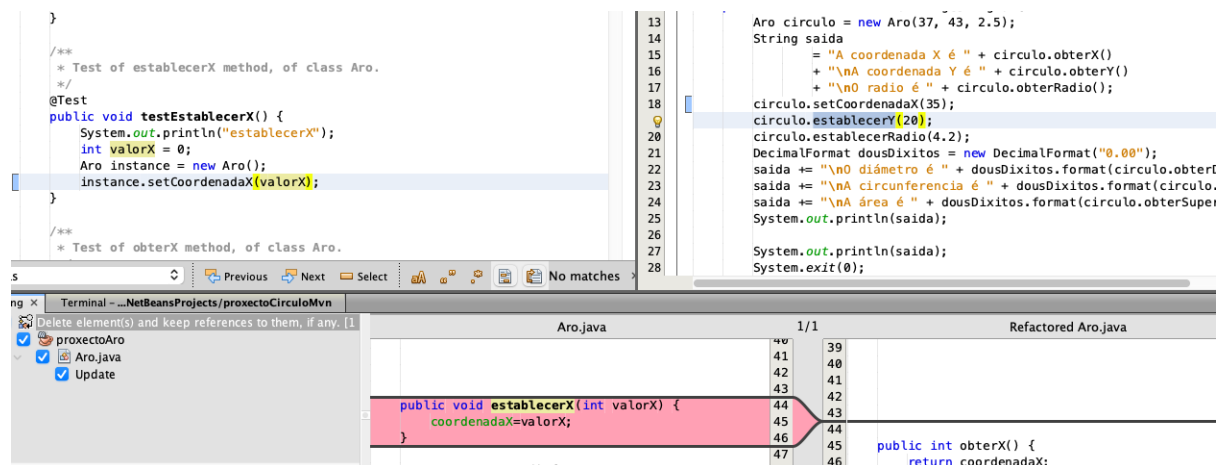 }
/**
* Test of establecerX method, of class Aro.
*/
@Test
public void testEstablecerX() {
System.out.println("establecerX");
int valorX = 0;
Aro instance = new Aro();
instance.setCoordenadaX(valorX);
}
/**
* Test of obterX method, of class Aro.
13 Aro circulo = new Aro(37, 43, 2.5);
14 String saida
15 = "A coordenada X é " + circulo.obterX()
16 + "\nA coordenada Y é " + circulo.obterY()
17 + "\nO radio é " + circulo.obterRadio();
18 circulo.setCoordenadaX(35);
circulo.establecerY(20);
20 circulo.establecerRadio(4.2);
21 DecimalFormat dousDixitos = new DecimalFormat("0.00");
22 saida += "\nO diámetro é " + dousDixitos.format(circulo.obterD
23 saida += "\nA circunferencia é " + dousDixitos.format(circulo.
24 saida += "\nA área é " + dousDixitos.format(circulo.obterSuper
25 System.out.println(saida);
26
27 System.out.println(saida);
28 System.exit(0);
s Previous Next Select No matches
ng × Terminal – ...NetBeansProjects/proxectoCirculoMvn
Delete element(s) and keep references to them, if any. [1
proxectoAro
Aro.java
Update
Aro.java 1/1 Refactored Aro.java
40
41
42
43
public void establecerX(int valorX) { 44
coordenadaX=valorX; 45
} 46
47
39
40
41
42
43
44
45 public int obterX() {
46 return coordenadaX;